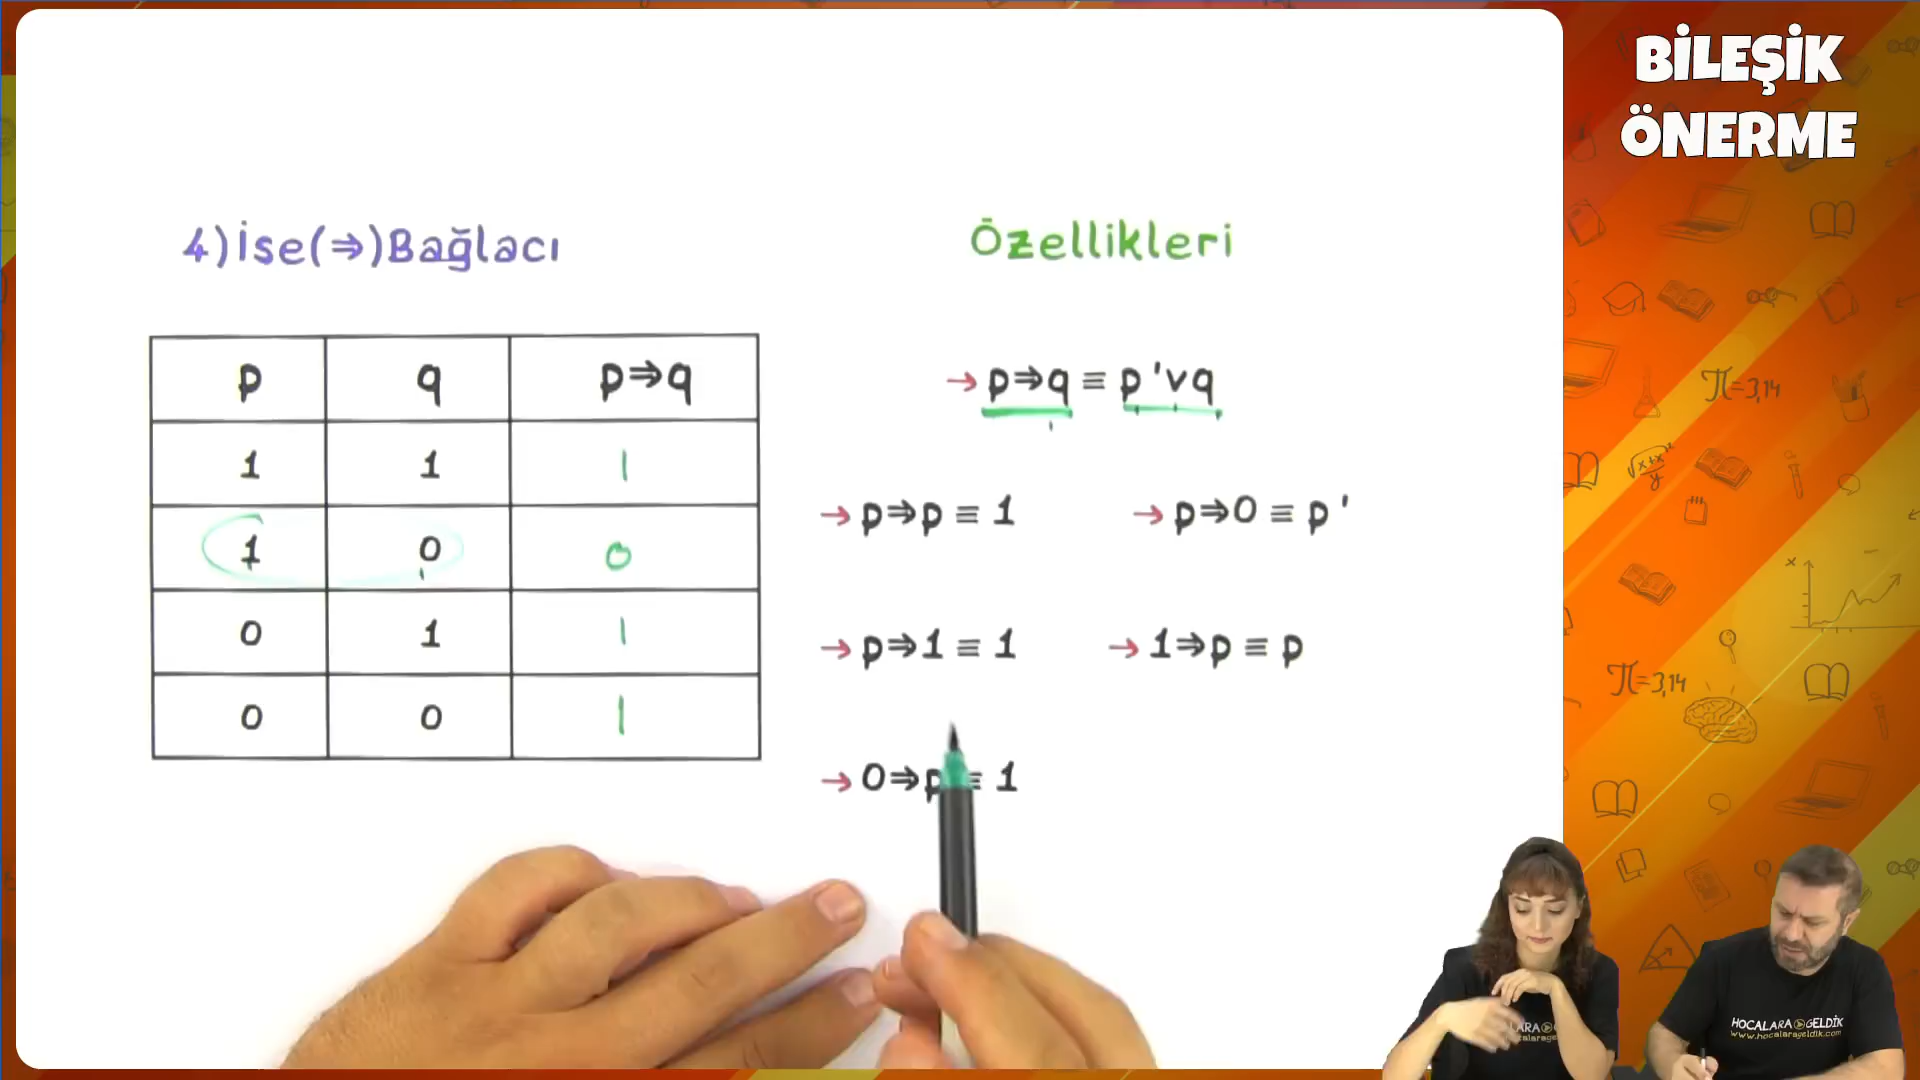 BİLEŞİK
ÖNERME
4)İse(⇒)Bağlacı
p q p⇒q
1 1 1
1 0 0
0 1 1
0 0 1
Özellikleri
→ p⇒q ≡ p'∨q
→ p⇒p ≡ 1 → p⇒0 ≡ p'
→ p⇒1 ≡ 1 → 1⇒p ≡ p
→ 0⇒p ≡ 1
π=3,14
√x+x²/y
x
π=3,14
HOCALARA GELDİK
www.hocalarageldik.com